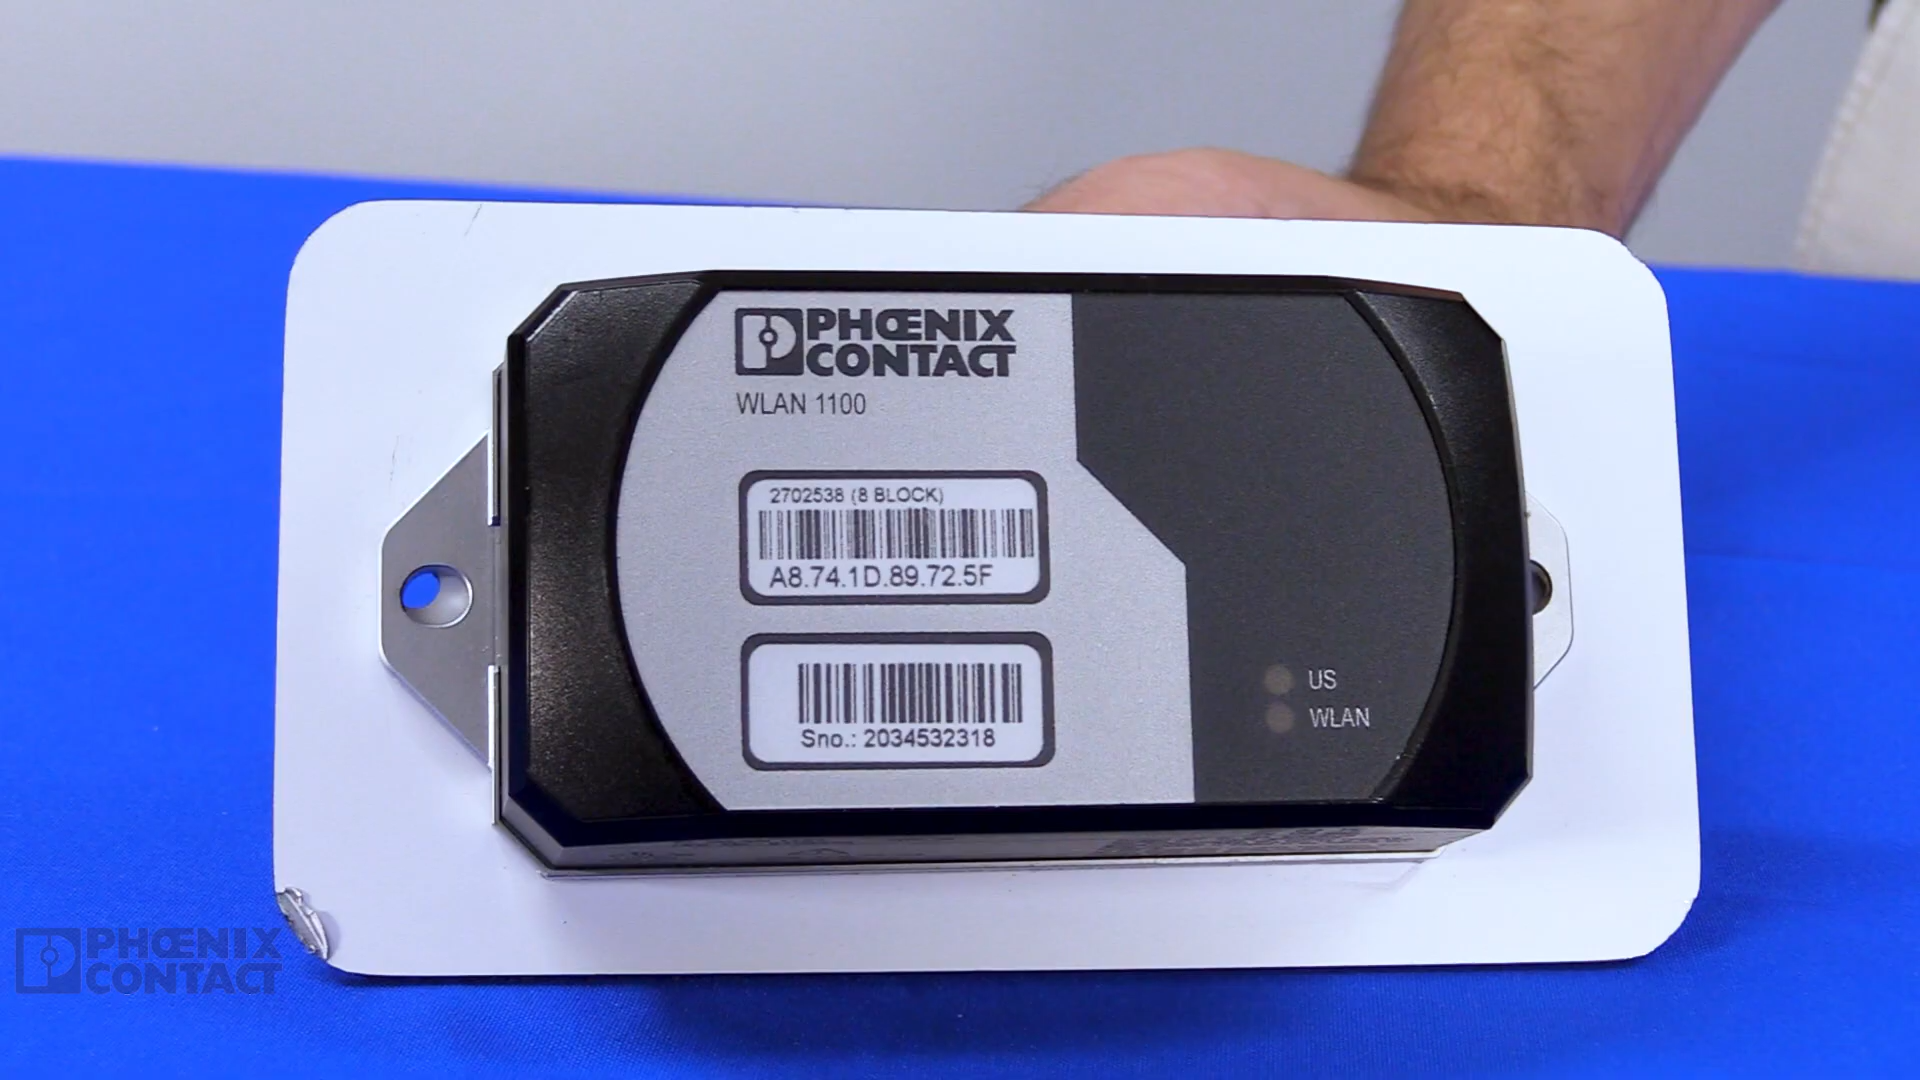 PHŒNIX
CONTACT
WLAN 1100
2702538 (8 BLOCK)
A8.74.1D.89.72.5F
Sno.: 2034532318
US
WLAN
PHŒNIX
CONTACT